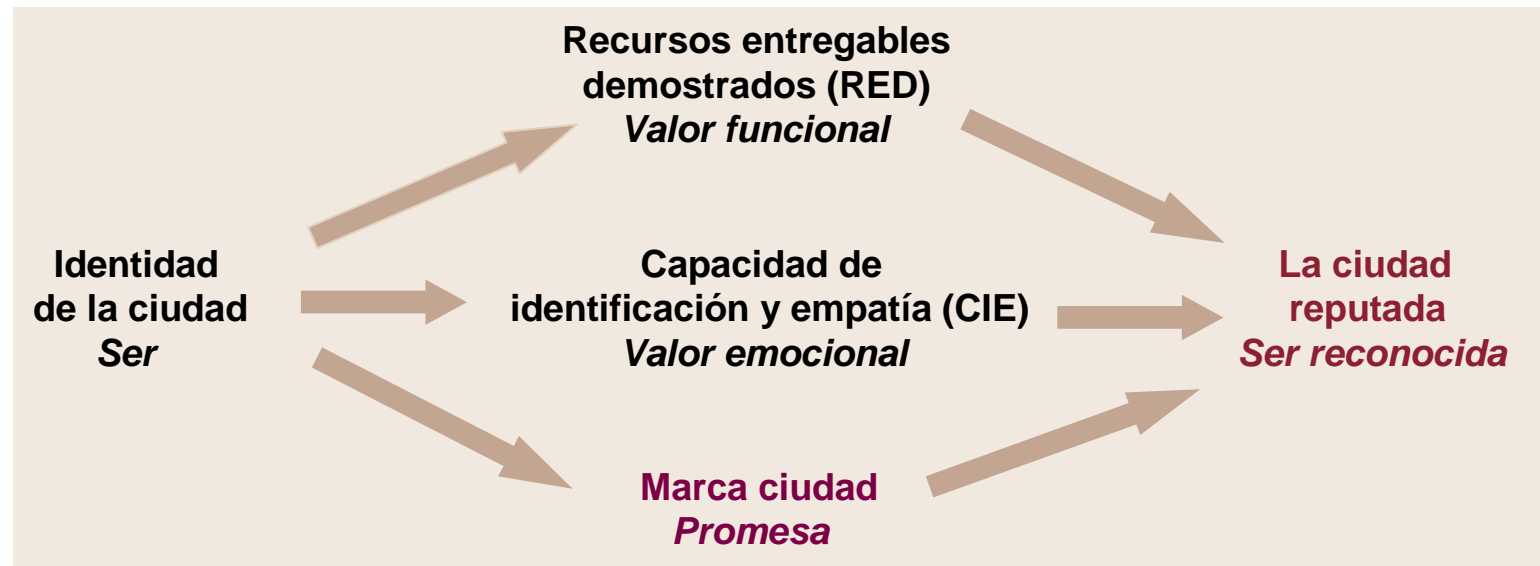 Recursos entregables
demostrados (RED)
Valor funcional
Identidad
de la ciudad
Ser
Capacidad de
identificación y empatía (CIE)
Valor emocional
La ciudad
reputada
Ser reconocida
Marca ciudad
Promesa